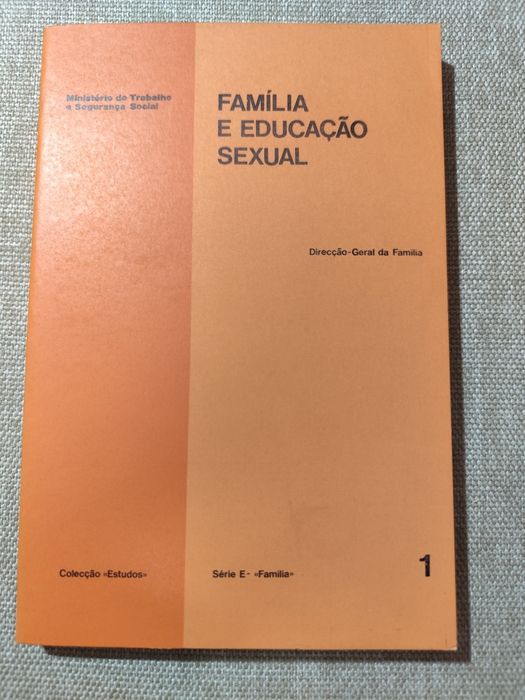 Ministério do Trabalho
e Segurança Social
FAMÍLIA
E EDUCAÇÃO
SEXUAL
Direcção-Geral da Família
Colecção «Estudos»
Série E- «Família»
1